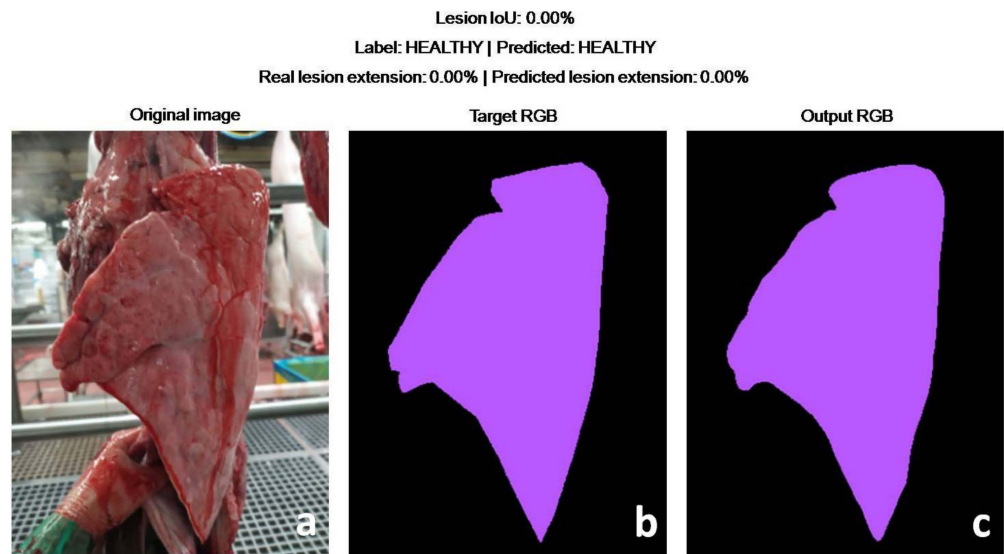 Lesion IoU: 0.00%
Label: HEALTHY | Predicted: HEALTHY
Real lesion extension: 0.00% | Predicted lesion extension: 0.00%
Original image
Target RGB
Output RGB
a
b
c